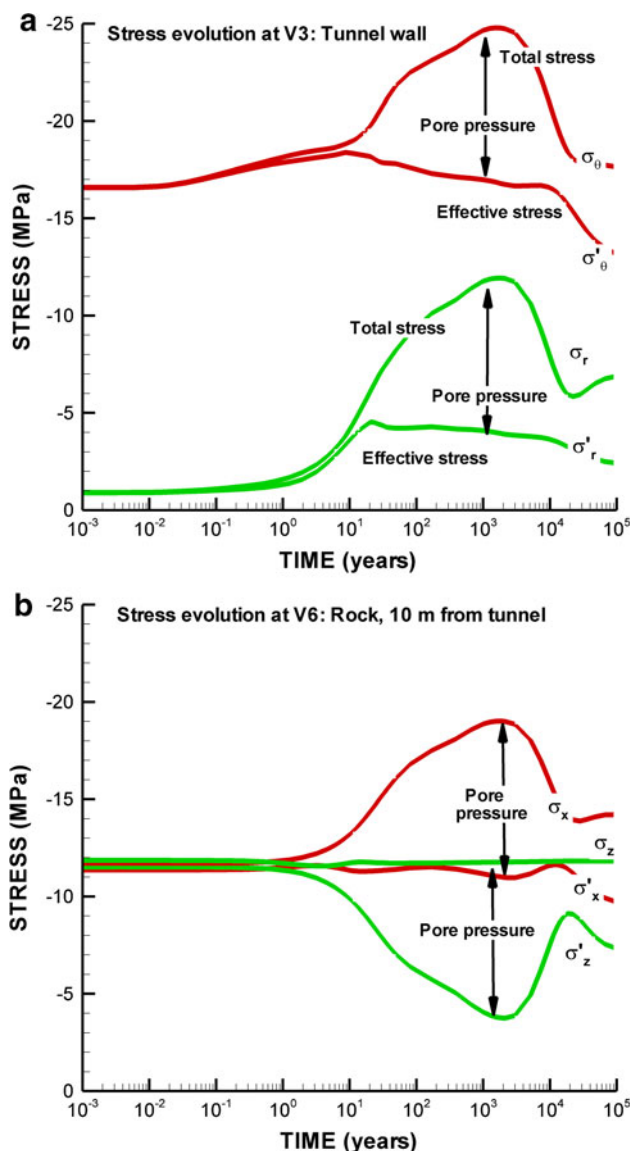 a
Stress evolution at V3: Tunnel wall
Total stress
Pore pressure
Effective stress
σθ
σ'θ
Total stress
Pore pressure
Effective stress
σr
σ'r
STRESS (MPa)
-25
-20
-15
-10
-5
0
10-3 10-2 10-1 100 101 102 103 104 105
TIME (years)
b
Stress evolution at V6: Rock, 10 m from tunnel
Pore
pressure
σx
σz
σ'x
Pore pressure
σ'z
STRESS (MPa)
-25
-20
-15
-10
-5
0
10-3 10-2 10-1 100 101 102 103 104 105
TIME (years)